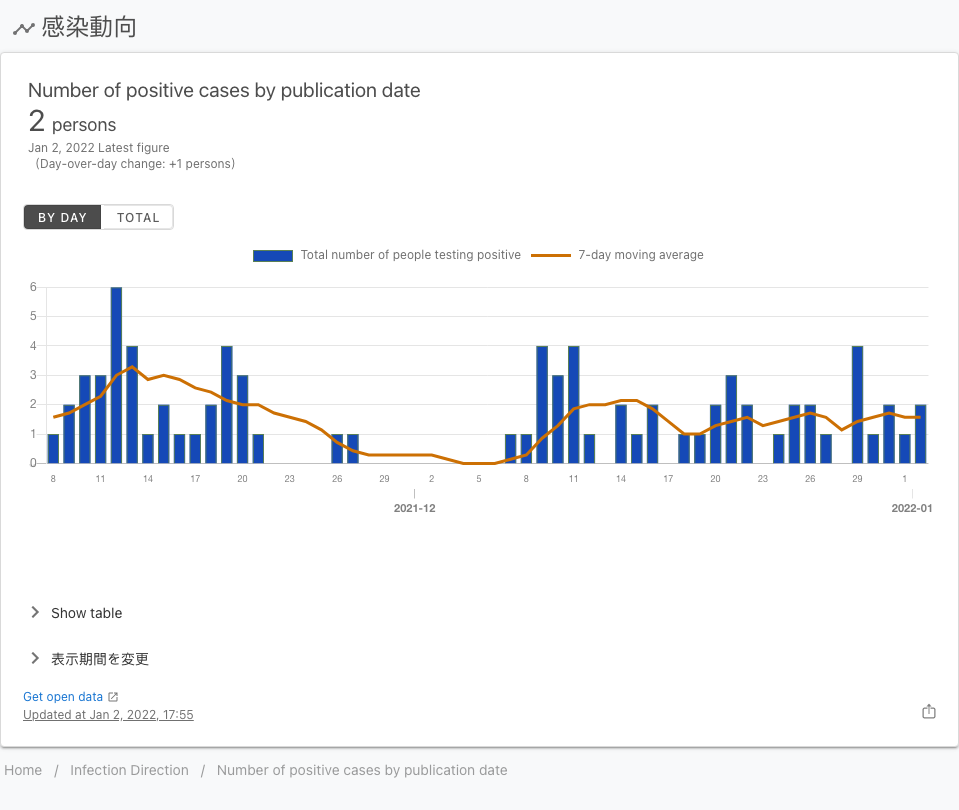 感染動向
Number of positive cases by publication date
2 persons
Jan 2, 2022 Latest figure
（Day-over-day change: +1 persons）
BY DAY TOTAL
Total number of people testing positive 7-day moving average
6
5
4
3
2
1
0
8 11 14 17 20 23 26 29 2 5 8 11 14 17 20 23 26 29 1
2021-12 2022-01
Show table
表示期間を変更
Get open data
Updated at Jan 2, 2022, 17:55
Home / Infection Direction / Number of positive cases by publication date